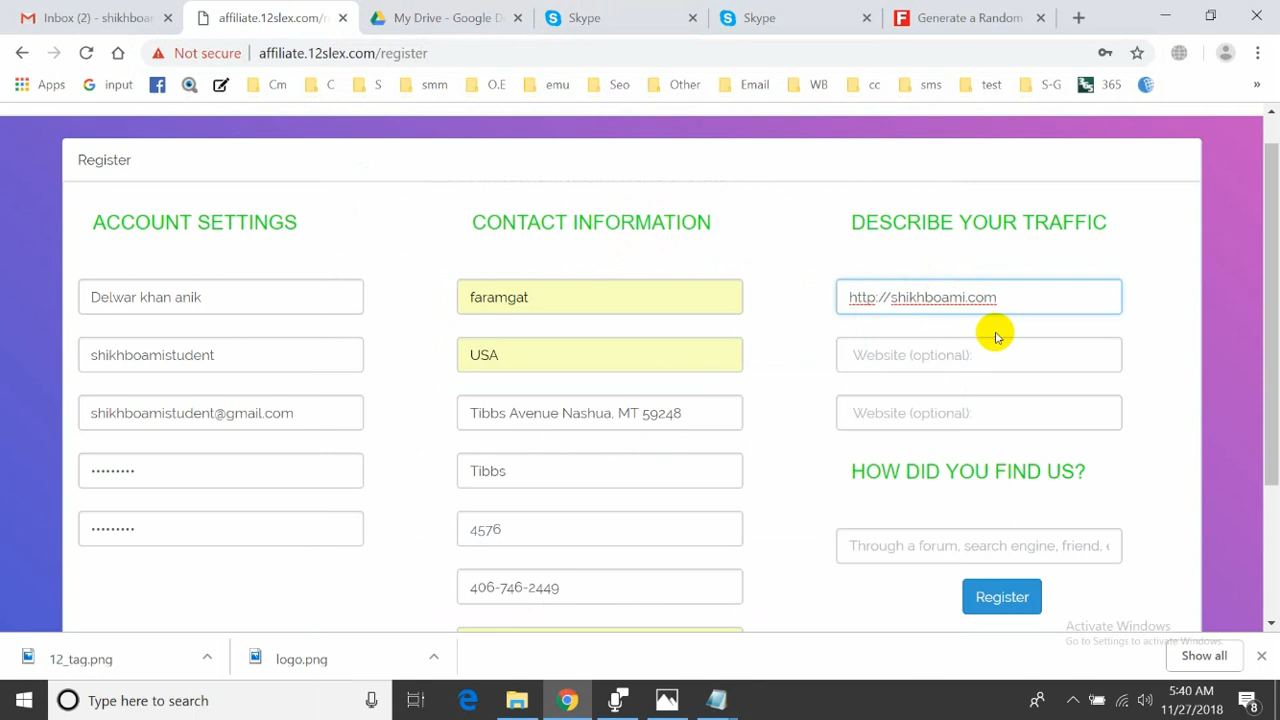 Inbox (2) - shikhboar
affiliate.12slex.com/r
My Drive - Google D
Skype
Skype
Generate a Random
Not secure
affiliate.12slex.com/register
Apps
input
Cm
C
S
smm
O.E
emu
Seo
Other
Email
WB
cc
sms
test
S-G
365
»
Register
ACCOUNT SETTINGS
CONTACT INFORMATION
DESCRIBE YOUR TRAFFIC
Delwar khan anik
faramgat
http://shikhboami.com
shikhboamistudent
USA
Website (optional):
shikhboamistudent@gmail.com
Tibbs Avenue Nashua, MT 59248
Website (optional):
•••••••••
Tibbs
HOW DID YOU FIND US?
•••••••••
4576
Through a forum, search engine, friend, e
406-746-2449
Register
Activate Windows
Go to Settings to activate Windows.
12_tag.png
logo.png
Show all
Type here to search
5:40 AM
11/27/2018
8